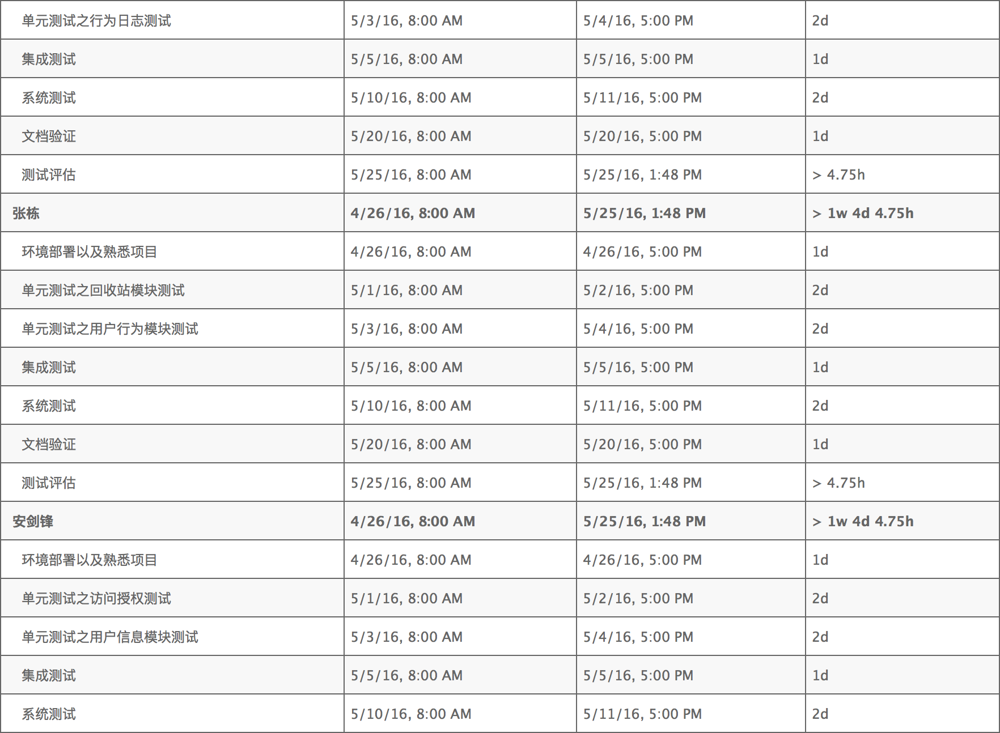 单元测试之行为日志测试 5/3/16, 8:00 AM 5/4/16, 5:00 PM 2d
集成测试 5/5/16, 8:00 AM 5/5/16, 5:00 PM 1d
系统测试 5/10/16, 8:00 AM 5/11/16, 5:00 PM 2d
文档验证 5/20/16, 8:00 AM 5/20/16, 5:00 PM 1d
测试评估 5/25/16, 8:00 AM 5/25/16, 1:48 PM > 4.75h
张栋 4/26/16, 8:00 AM 5/25/16, 1:48 PM > 1w 4d 4.75h
环境部署以及熟悉项目 4/26/16, 8:00 AM 4/26/16, 5:00 PM 1d
单元测试之回收站模块测试 5/1/16, 8:00 AM 5/2/16, 5:00 PM 2d
单元测试之用户行为模块测试 5/3/16, 8:00 AM 5/4/16, 5:00 PM 2d
集成测试 5/5/16, 8:00 AM 5/5/16, 5:00 PM 1d
系统测试 5/10/16, 8:00 AM 5/11/16, 5:00 PM 2d
文档验证 5/20/16, 8:00 AM 5/20/16, 5:00 PM 1d
测试评估 5/25/16, 8:00 AM 5/25/16, 1:48 PM > 4.75h
安剑锋 4/26/16, 8:00 AM 5/25/16, 1:48 PM > 1w 4d 4.75h
环境部署以及熟悉项目 4/26/16, 8:00 AM 4/26/16, 5:00 PM 1d
单元测试之访问授权测试 5/1/16, 8:00 AM 5/2/16, 5:00 PM 2d
单元测试之用户信息模块测试 5/3/16, 8:00 AM 5/4/16, 5:00 PM 2d
集成测试 5/5/16, 8:00 AM 5/5/16, 5:00 PM 1d
系统测试 5/10/16, 8:00 AM 5/11/16, 5:00 PM 2d